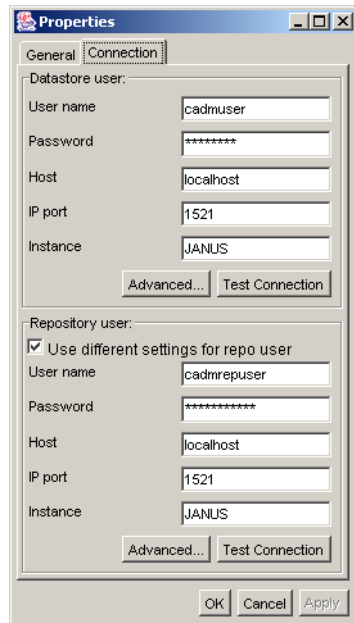 Properties
General Connection
Datastore user:
User name cadmuser
Password ********
Host localhost
IP port 1521
Instance JANUS
Advanced... Test Connection
Repository user:
Use different settings for repo user
User name cadmrepuser
Password ***********
Host localhost
IP port 1521
Instance JANUS
Advanced... Test Connection
OK Cancel Apply